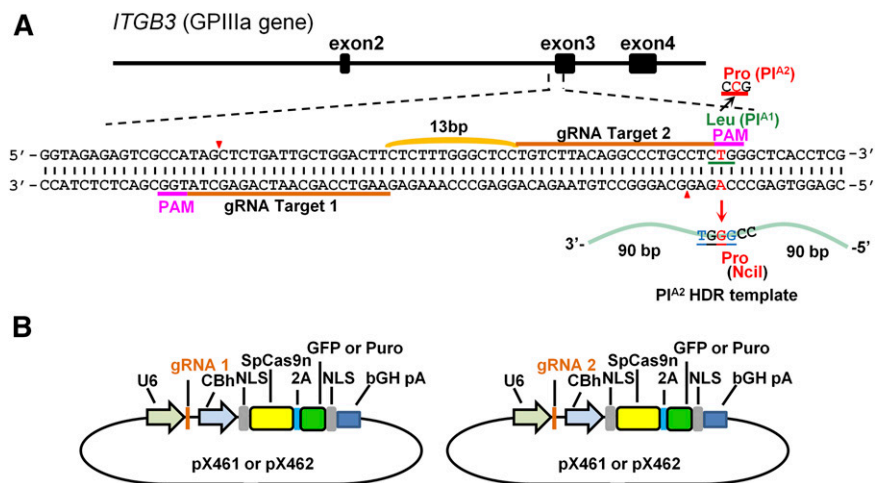 A
ITGB3 (GPIIIa gene)
exon2
exon3
exon4
CCG
Pro (PlA2)
Leu (PlA1)
PAM
13bp
gRNA Target 2
5'- GGTAGAGAGTCGCCATAGCTCTGATTGCTGGACTTCTCTTTGGGCTCCTGTCTTACAGGCCCTGCCTCTGGGCTCACCTCG -3'
3'- CCATCTCTCAGCGGTATCGAGACTAACGACCTGAAGAGAAACCCGAGGACAGAATGTCCGGGACGGAGACCCGAGTGGAGC -5'
PAM
gRNA Target 1
3'-
90 bp
TGGGCC
90 bp
-5'
Pro
(NciI)
PlA2 HDR template
B
U6
gRNA 1
CBh
NLS
SpCas9n
2A
GFP or Puro
NLS
bGH pA
pX461 or pX462
U6
gRNA 2
CBh
NLS
SpCas9n
2A
GFP or Puro
NLS
bGH pA
pX461 or pX462